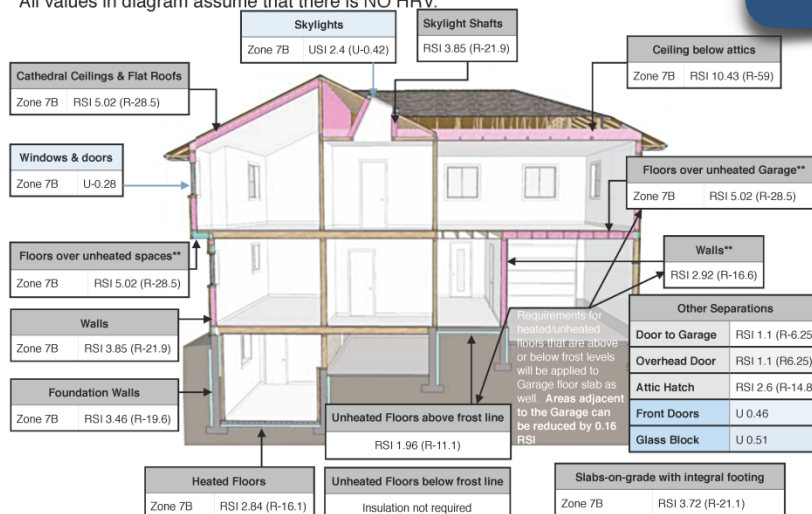 All values in diagram assume that there is NO HRV.
Skylights
Zone 7B USI 2.4 (U-0.42)
Skylight Shafts
RSI 3.85 (R-21.9)
Ceiling below attics
Zone 7B RSI 10.43 (R-59)
Cathedral Ceilings & Flat Roofs
Zone 7B RSI 5.02 (R-28.5)
Windows & doors
Zone 7B U-0.28
Floors over unheated Garage**
Zone 7B RSI 5.02 (R-28.5)
Floors over unheated spaces**
Zone 7B RSI 5.02 (R-28.5)
Walls**
RSI 2.92 (R-16.6)
Walls
Zone 7B RSI 3.85 (R-21.9)
Foundation Walls
Zone 7B RSI 3.46 (R-19.6)
Requirements for
heated/unheated
floors that are above
or below frost levels
will be applied to
Garage floor slab as
well. Areas adjacent
to the Garage can
be reduced by 0.16
RSI
Other Separations
Door to Garage RSI 1.1 (R-6.25
Overhead Door RSI 1.1 (R6.25)
Attic Hatch RSI 2.6 (R-14.8
Front Doors U 0.46
Glass Block U 0.51
Unheated Floors above frost line
RSI 1.96 (R-11.1)
Heated Floors
Zone 7B RSI 2.84 (R-16.1)
Unheated Floors below frost line
Insulation not required
Slabs-on-grade with integral footing
Zone 7B RSI 3.72 (R-21.1)